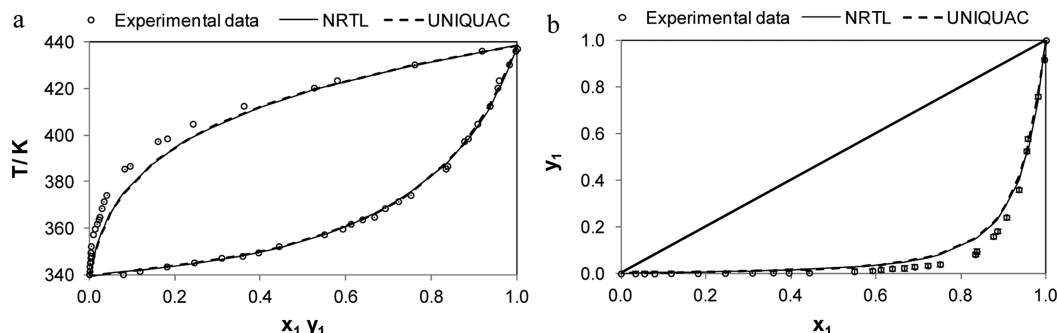 a
Experimental data NRTL UNIQUAC
T/ K
440
420
400
380
360
340
0.0 0.2 0.4 0.6 0.8 1.0
x1 y1
b
Experimental data NRTL UNIQUAC
y1
1.0
0.8
0.6
0.4
0.2
0.0
0.0 0.2 0.4 0.6 0.8 1.0
x1